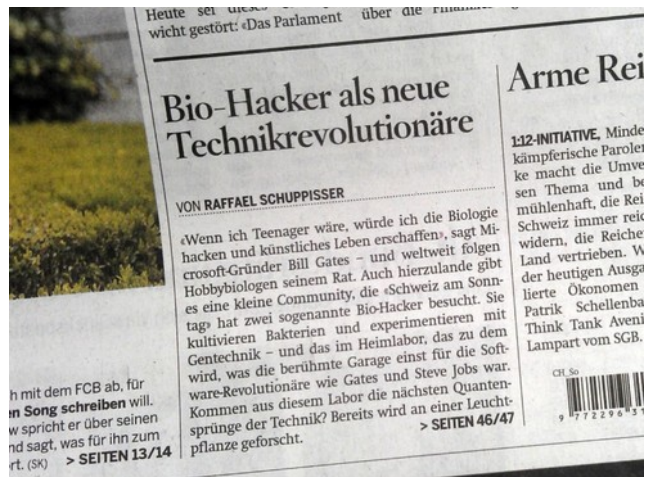 Heute sei dieses
wicht gestört: «Das Parlament
über die
Bio-Hacker als neue
Technikrevolutionäre
VON RAFFAEL SCHUPPISSER
«Wenn ich Teenager wäre, würde ich die Biologie
hacken und künstliches Leben erschaffen», sagt Mi-
crosoft-Gründer Bill Gates – und weltweit folgen
Hobbybiologen seinem Rat. Auch hierzulande gibt
es eine kleine Community, die «Schweiz am Sonn-
tag» hat zwei sogenannte Bio-Hacker besucht. Sie
kultivieren Bakterien und experimentieren mit
Gentechnik – und das im Heimlabor, das zu dem
wird, was die berühmte Garage einst für die Soft-
ware-Revolutionäre wie Gates und Steve Jobs war.
Kommen aus diesem Labor die nächsten Quanten-
sprünge der Technik? Bereits wird an einer Leucht-
pflanze geforscht.
> SEITEN 46/47
Arme Rei
1:12-INITIATIVE, Minde
kämpferische Parolen
ke macht die Umve
sen Thema und be
mühlenhaft, die Rei
Schweiz immer reic
widern, die Reiche
Land vertrieben. W
der heutigen Ausga
lierte Ökonomen
Patrik Schellenba
Think Tank Aveni
Lampart vom SGB.
CH_So
9 772296 31
h mit dem FCB ab, für
en Song schreiben will.
w spricht er über seinen
nd sagt, was für ihn zum
rt. (SK) > SEITEN 13/14